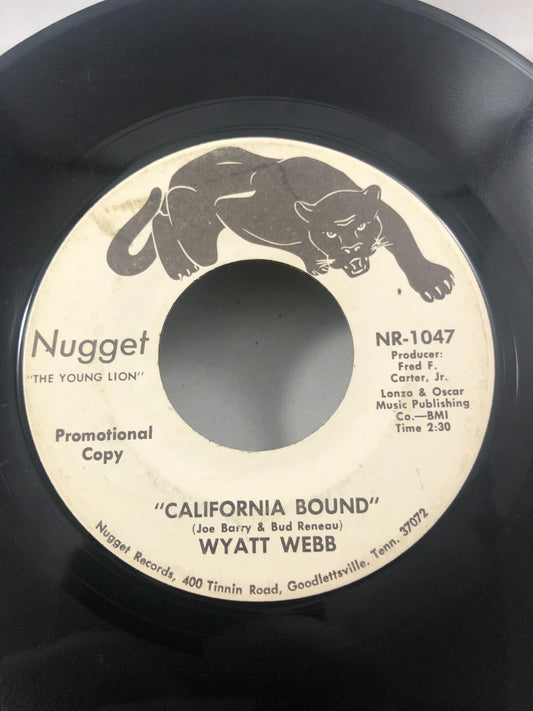 Nugget
"THE YOUNG LION"
Promotional
Copy
NR-1047
Producer:
Fred F.
Carter, Jr.
Lonzo & Oscar
Music Publishing
Co.—BMI
Time 2:30
"CALIFORNIA BOUND"
(Joe Barry & Bud Reneau)
WYATT WEBB
Nugget Records, 400 Tinnin Road, Goodlettsville, Tenn. 37072